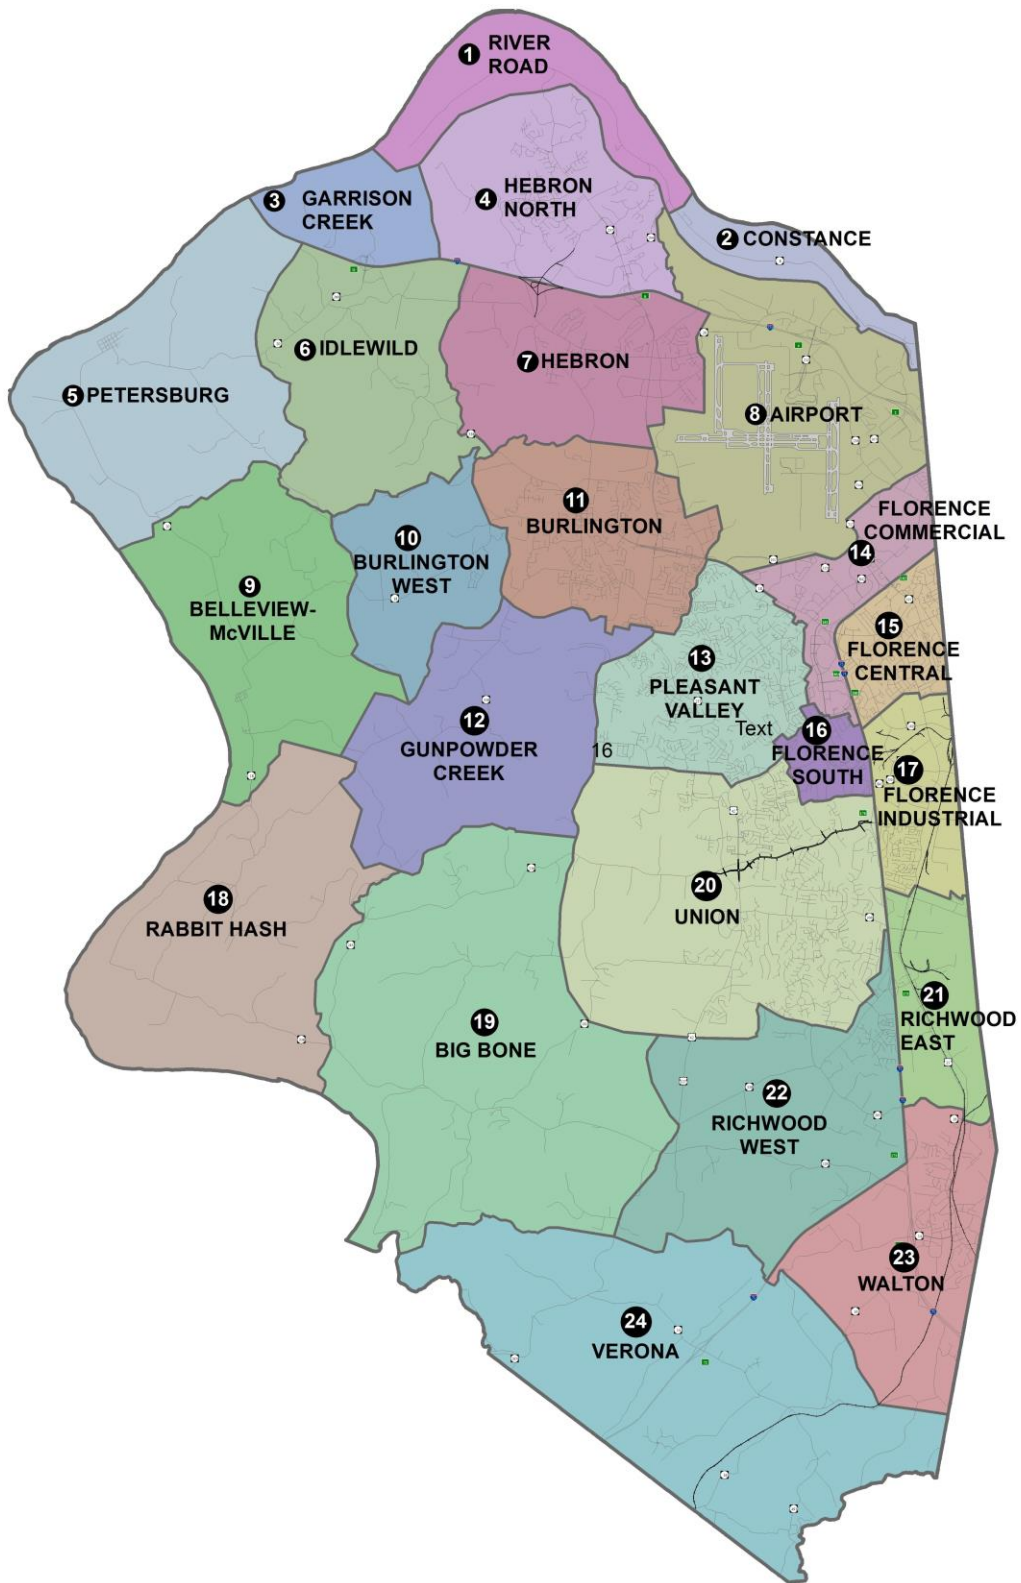 1 RIVER
ROAD
2 CONSTANCE
3 GARRISON
CREEK
4 HEBRON
NORTH
5 PETERSBURG
6 IDLEWILD
7 HEBRON
8 AIRPORT
9
BELLEVIEW-
McVILLE
10
BURLINGTON
WEST
11
BURLINGTON
12
GUNPOWDER
CREEK
13
PLEASANT
VALLEY
Text
16
FLORENCE
COMMERCIAL
14
15
FLORENCE
CENTRAL
16
FLORENCE
SOUTH
17
FLORENCE
INDUSTRIAL
18
RABBIT HASH
19
BIG BONE
20
UNION
21
RICHWOOD
EAST
22
RICHWOOD
WEST
23
WALTON
24
VERONA